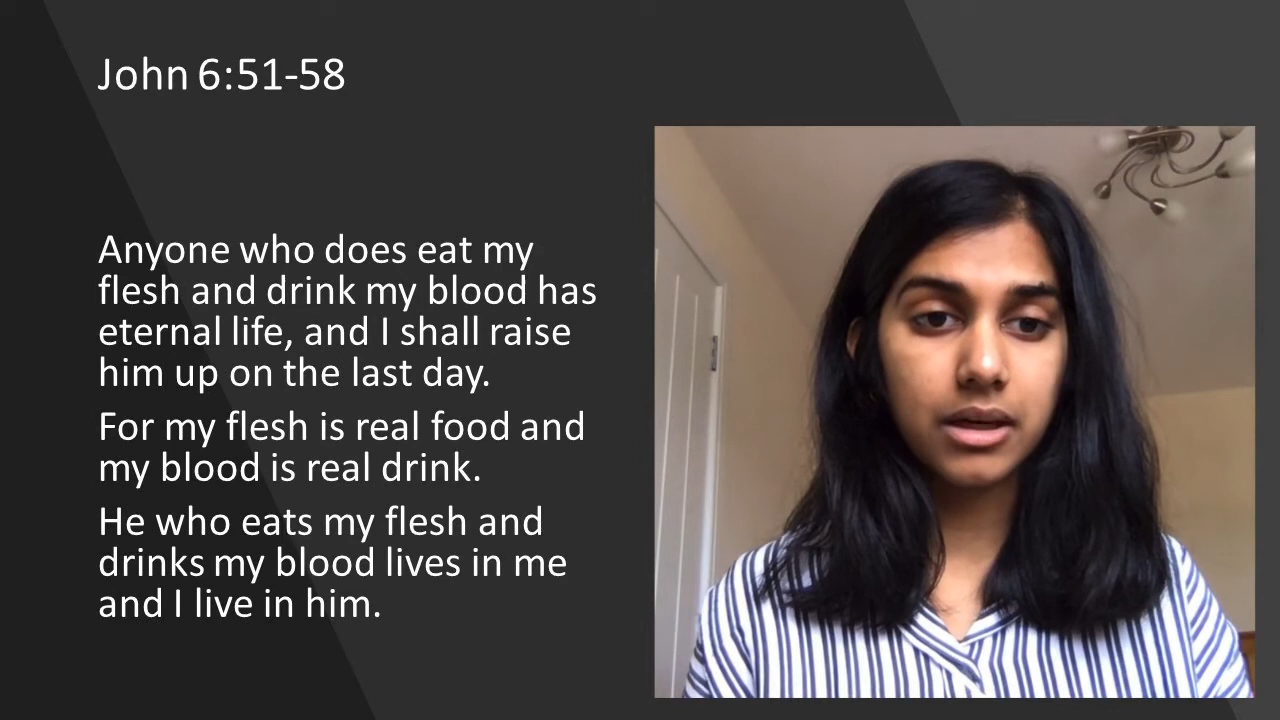 John 6:51-58
Anyone who does eat my
flesh and drink my blood has
eternal life, and I shall raise
him up on the last day.
For my flesh is real food and
my blood is real drink.
He who eats my flesh and
drinks my blood lives in me
and I live in him.